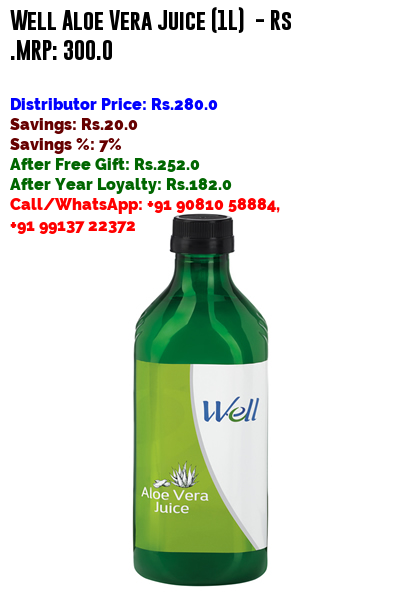 Well Aloe Vera Juice (1L) - Rs
.MRP: 300.0
Distributor Price: Rs.280.0
Savings: Rs.20.0
Savings %: 7%
After Free Gift: Rs.252.0
After Year Loyalty: Rs.182.0
Call/WhatsApp: +91 90810 58884,
+91 99137 22372
Well
Aloe Vera
Juice